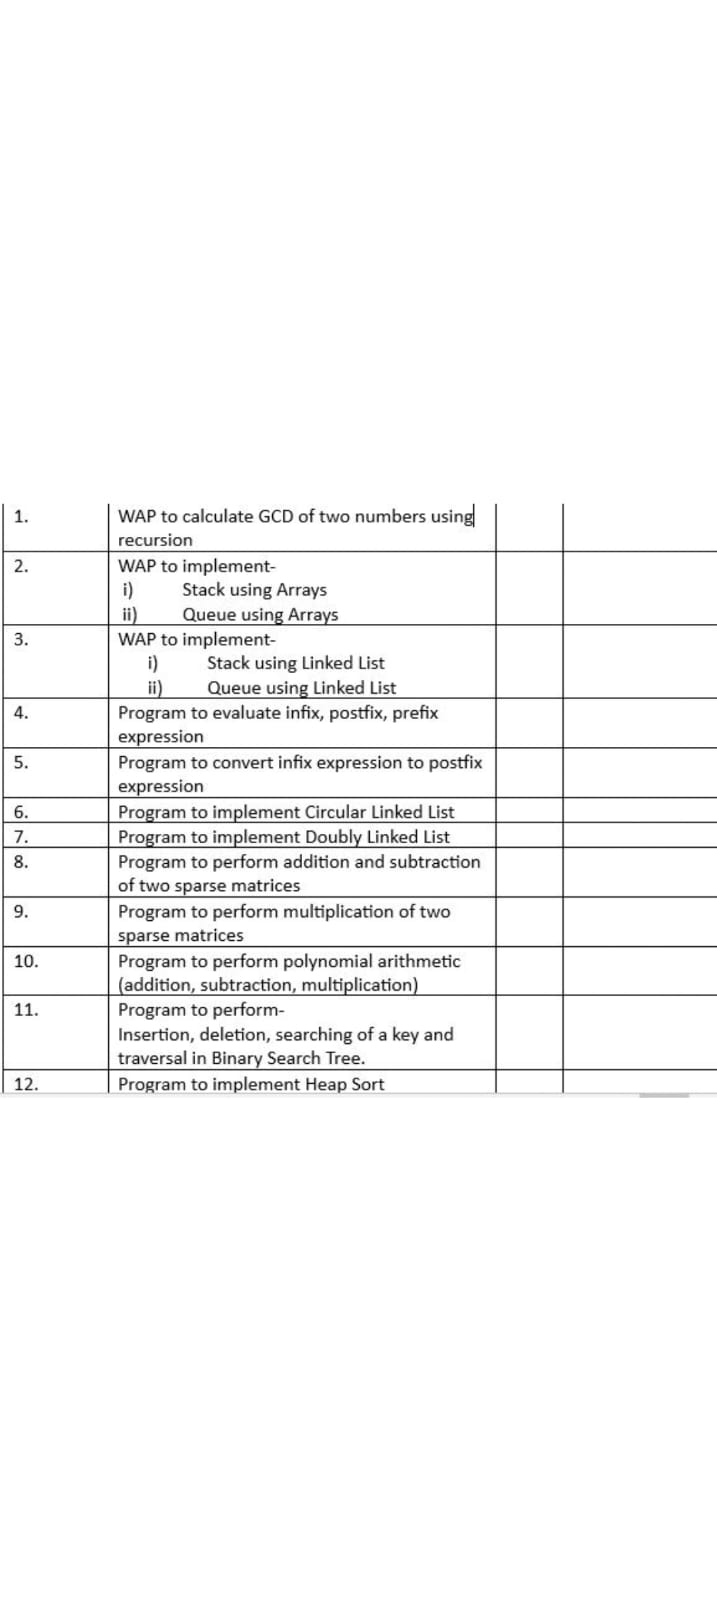 1. WAP to calculate GCD of two numbers using
recursion
2. WAP to implement-
i) Stack using Arrays
ii) Queue using Arrays
3. WAP to implement-
i) Stack using Linked List
ii) Queue using Linked List
4. Program to evaluate infix, postfix, prefix
expression
5. Program to convert infix expression to postfix
expression
6. Program to implement Circular Linked List
7. Program to implement Doubly Linked List
8. Program to perform addition and subtraction
of two sparse matrices
9. Program to perform multiplication of two
sparse matrices
10. Program to perform polynomial arithmetic
(addition, subtraction, multiplication)
11. Program to perform-
Insertion, deletion, searching of a key and
traversal in Binary Search Tree.
12. Program to implement Heap Sort